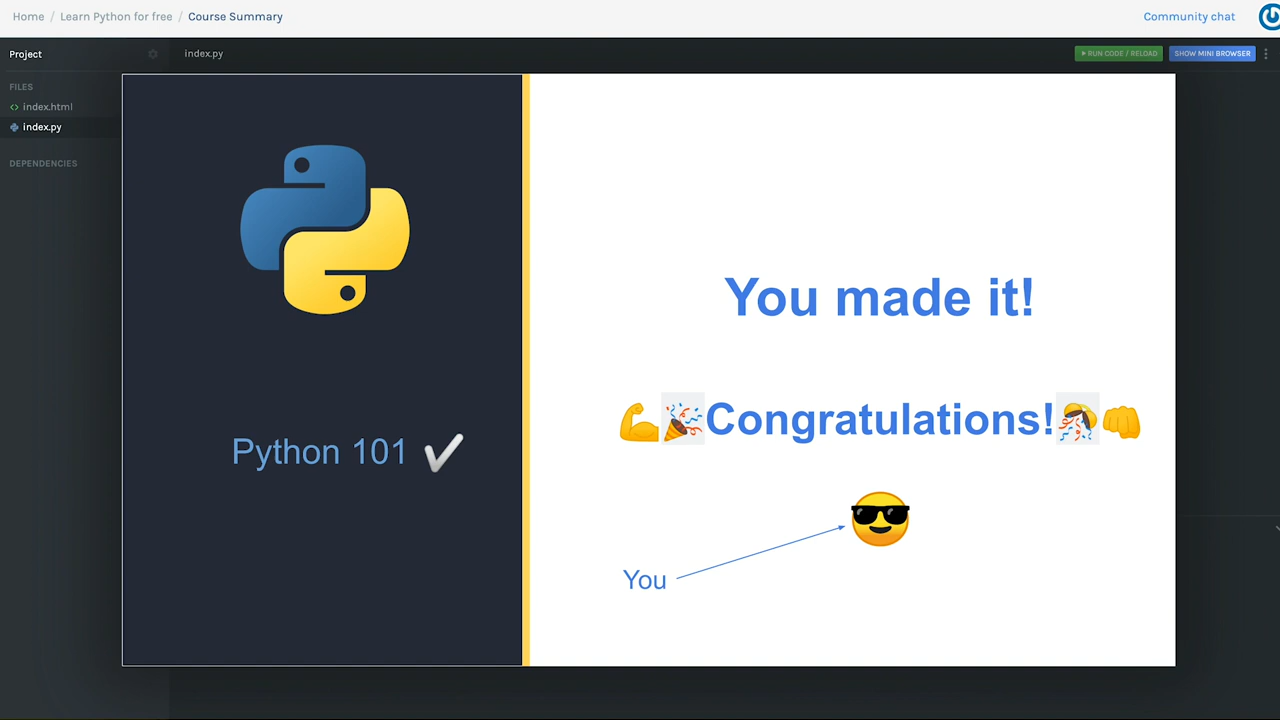 Home / Learn Python for free / Course Summary
Community chat
Project
index.py
RUN CODE / RELOAD
SHOW MINI BROWSER
FILES
index.html
index.py
DEPENDENCIES
Python 101
You made it!
Congratulations!
You